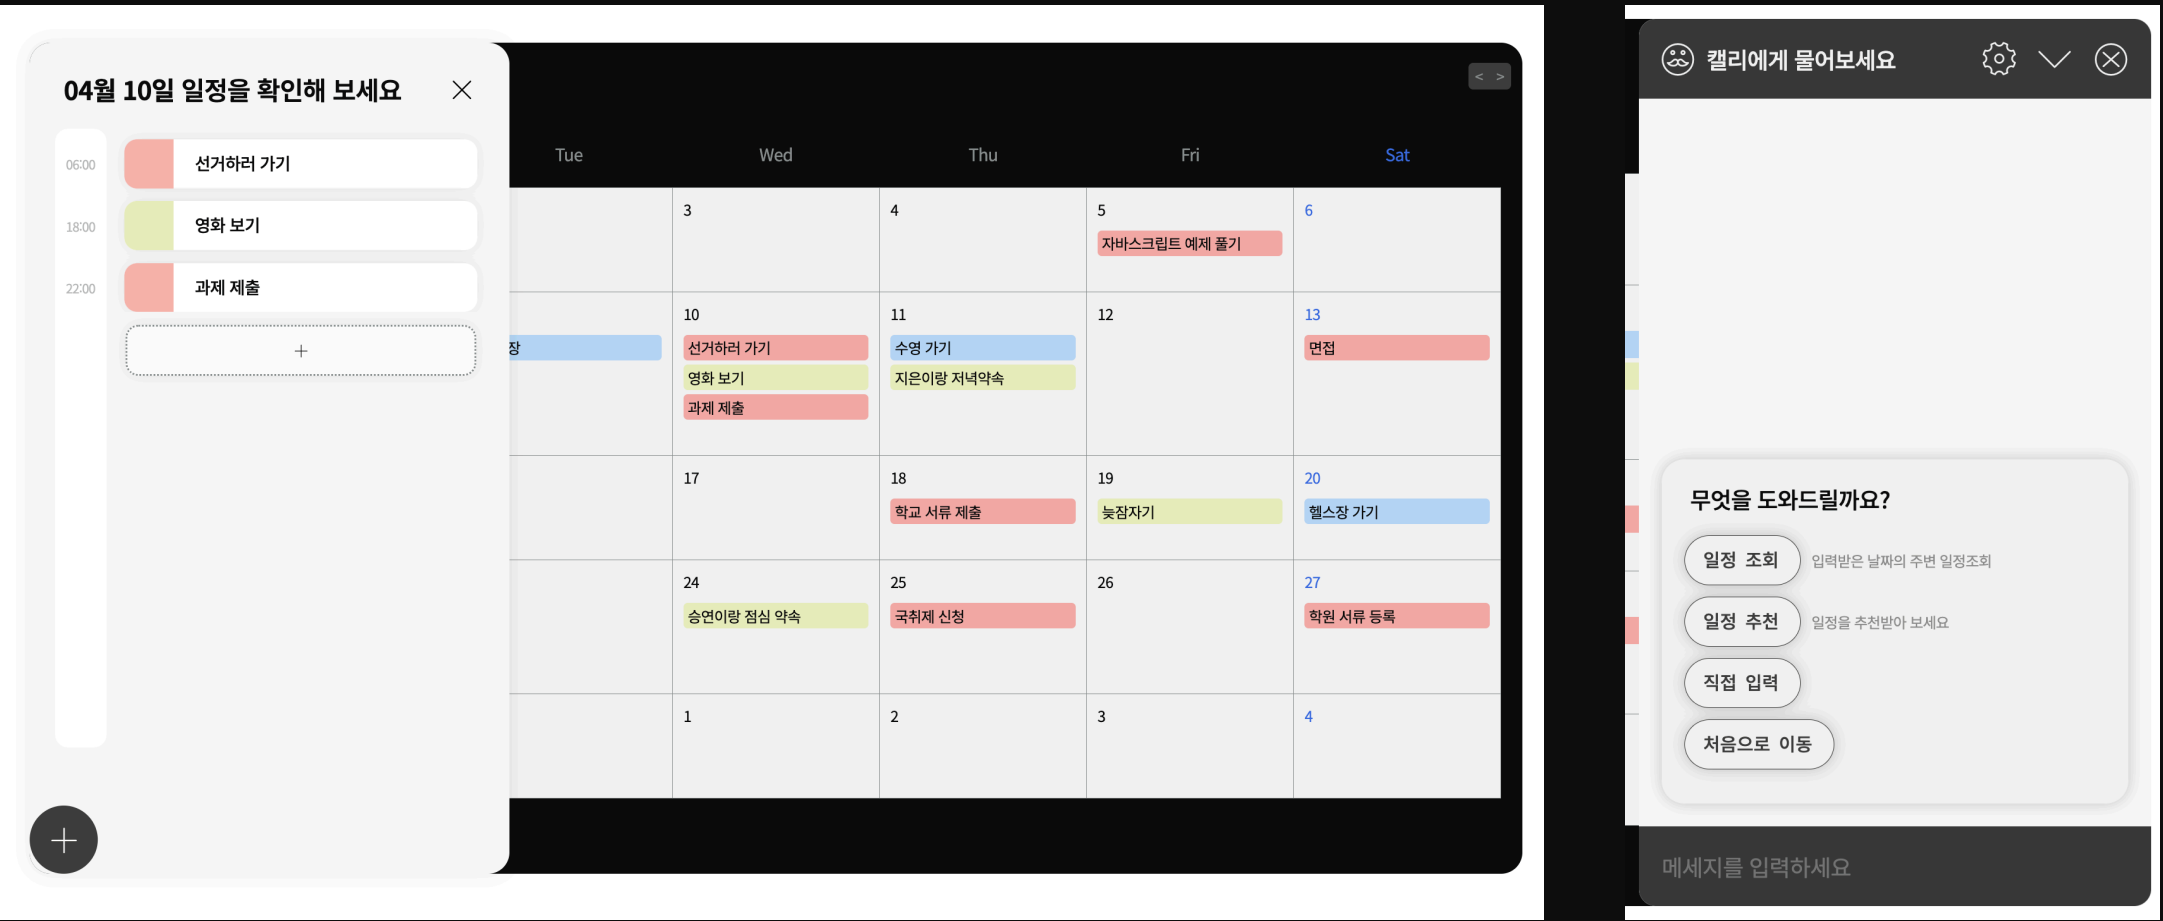 04월 10일 일정을 확인해 보세요
06:00
선거하러 가기
18:00
영화 보기
22:00
과제 제출
+
< >
Tue
Wed
Thu
Fri
Sat
3
4
5
6
자바스크립트 예제 풀기
10
11
12
13
장
선거하러 가기
수영 가기
면접
영화 보기
지은이랑 저녁약속
과제 제출
17
18
19
20
학교 서류 제출
늦잠자기
헬스장 가기
24
25
26
27
승연이랑 점심 약속
국취제 신청
학원 서류 등록
1
2
3
4
캘리에게 물어보세요
무엇을 도와드릴까요?
일정 조회 입력받은 날짜의 주변 일정조회
일정 추천 일정을 추천받아 보세요
직접 입력
처음으로 이동
메세지를 입력하세요